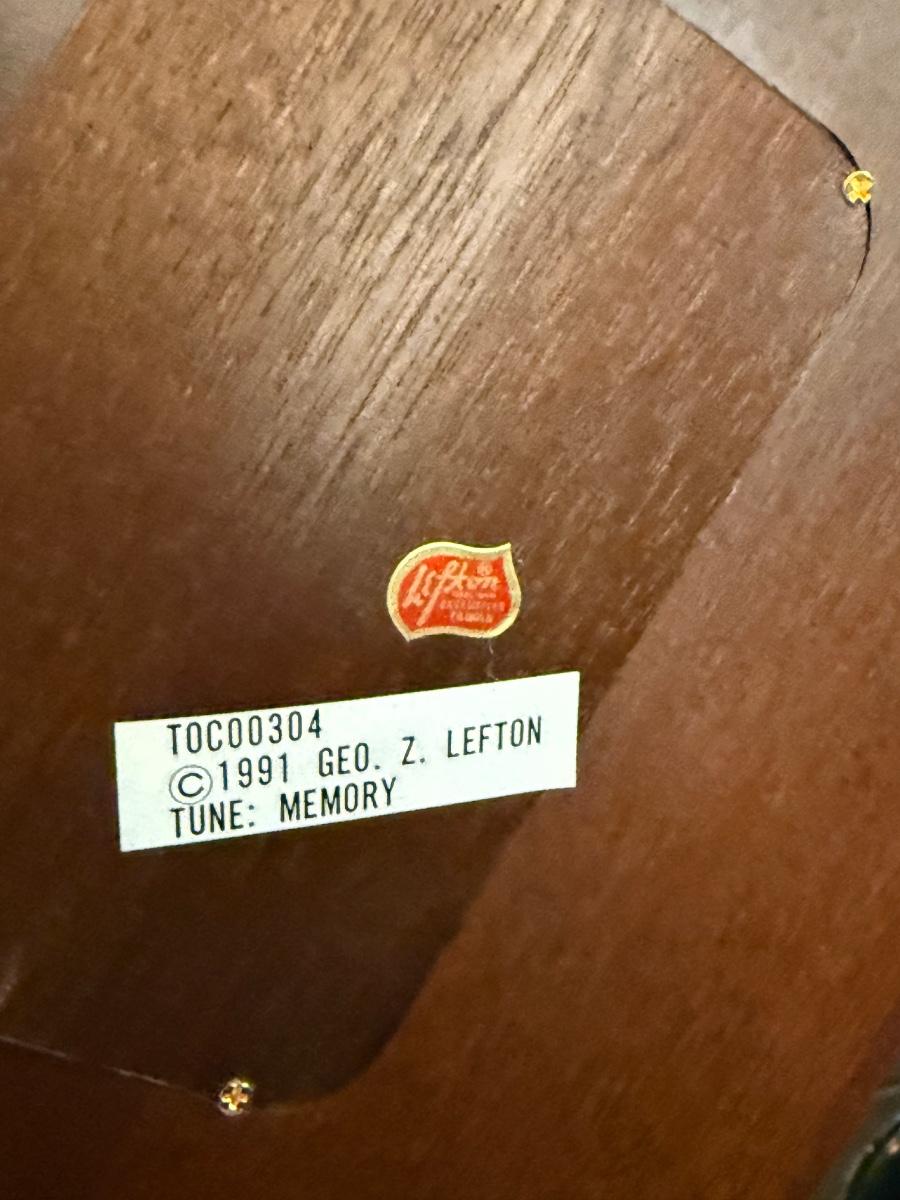 Lefton
®
TOC00304
©1991 GEO. Z. LEFTON
TUNE: MEMORY